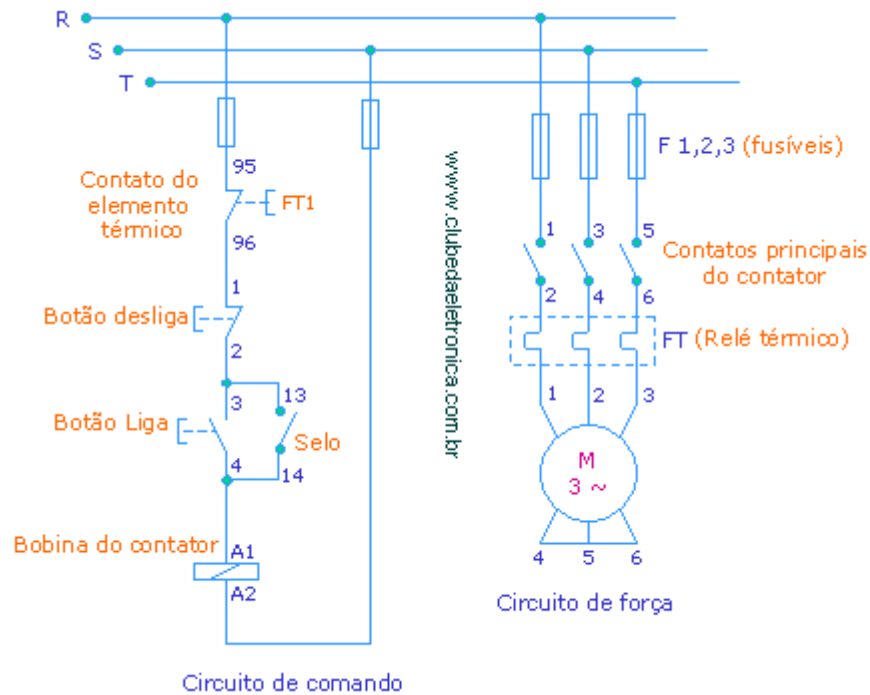 R
S
T
95
Contato do
elemento
térmico
FT1
96
1
Botão desliga
2
3
13
Botão Liga
Selo
4
14
Bobina do contator
A1
A2
Circuito de comando
www.clubedaeletronica.com.br
F 1,2,3 (fusíveis)
1
3
5
Contatos principais
do contator
2
4
6
FT (Relé térmico)
1
2
3
M
3 ~
4
5
6
Circuito de força